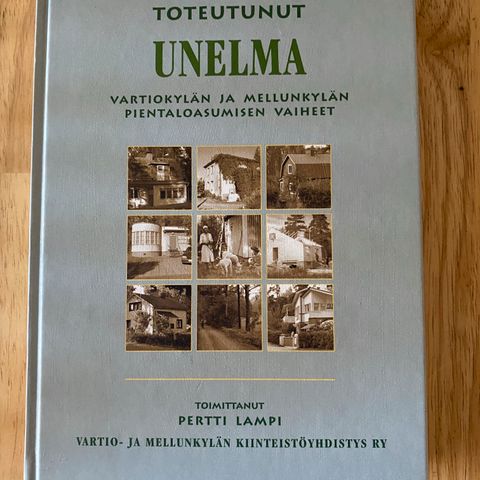 TOTEUTUNUT
UNELMA
VARTIOKYLÄN JA MELLUNKYLÄN
PIENTALOASUMISEN VAIHEET
TOIMITTANUT
PERTTI LAMPI
VARTIO- JA MELLUNKYLÄN KIINTEISTÖYHDISTYS RY